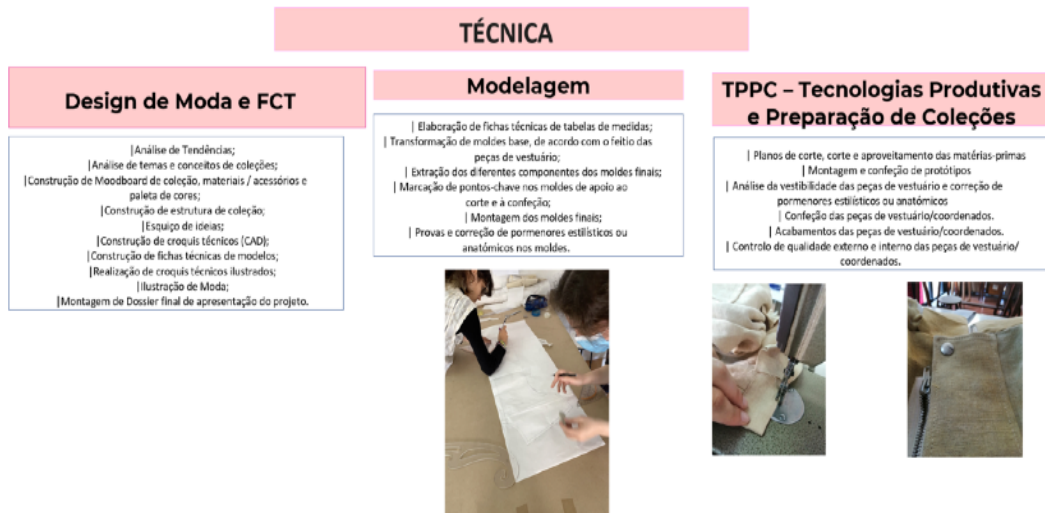 TÉCNICA
Design de Moda e FCT
|Análise de Tendências;
|Análise de temas e conceitos de coleções;
|Construção de Moodboard de coleção, materiais / acessórios e
paleta de cores;
|Construção de estrutura de coleção;
|Esquiço de ideias;
|Construção de croquis técnicos (CAD);
|Construção de fichas técnicas de modelos;
|Realização de croquis técnicos ilustrados;
|Ilustração de Moda;
|Montagem de Dossier final de apresentação do projeto.
Modelagem
| Elaboração de fichas técnicas de tabelas de medidas;
| Transformação de moldes base, de acordo com o feitio das
peças de vestuário;
| Extração dos diferentes componentes dos moldes finais;
| Marcação de pontos-chave nos moldes de apoio ao
corte e à confeção;
| Montagem dos moldes finais;
| Provas e correção de pormenores estilísticos ou
anatómicos nos moldes.
TPPC – Tecnologias Produtivas
e Preparação de Coleções
| Planos de corte, corte e aproveitamento das matérias-primas
| Montagem e confeção de protótipos
| Análise da vestibilidade das peças de vestuário e correção de
pormenores estilísticos ou anatómicos
| Confeção das peças de vestuário/coordenados.
| Acabamentos das peças de vestuário/coordenados.
| Controlo de qualidade externo e interno das peças de vestuário/
coordenados.